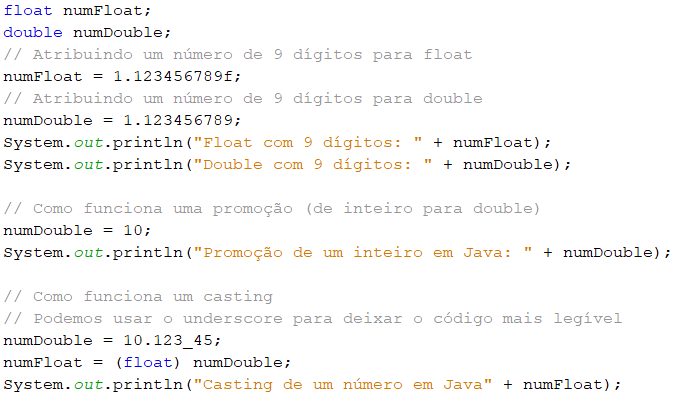 float numFloat;
double numDouble;
// Atribuindo um número de 9 dígitos para float
numFloat = 1.123456789f;
// Atribuindo um número de 9 dígitos para double
numDouble = 1.123456789;
System.out.println("Float com 9 dígitos: " + numFloat);
System.out.println("Double com 9 dígitos: " + numDouble);
// Como funciona uma promoção (de inteiro para double)
numDouble = 10;
System.out.println("Promoção de um inteiro em Java: " + numDouble);
// Como funciona um casting
// Podemos usar o underscore para deixar o código mais legível
numDouble = 10.123_45;
numFloat = (float) numDouble;
System.out.println("Casting de um número em Java" + numFloat);